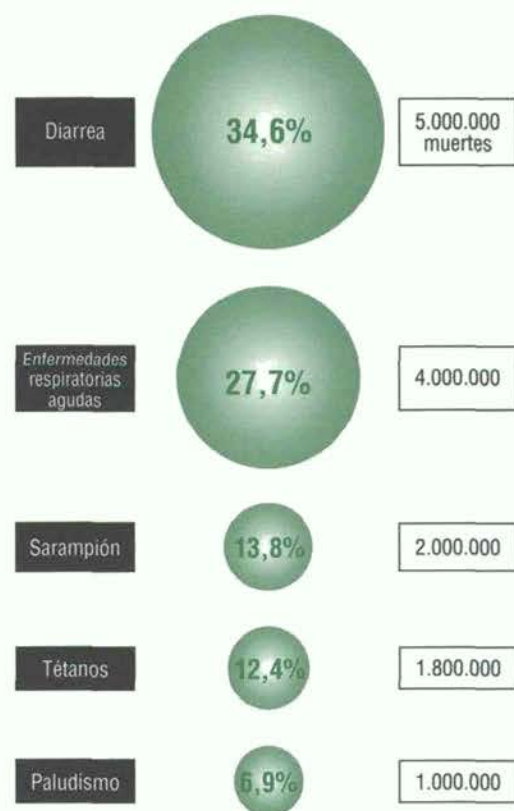 Diarrea
34,6%
5.000.000
muertes
Enfermedades
respiratorias
agudas
27,7%
4.000.000
Sarampión
13,8%
2.000.000
Tétanos
12,4%
1.800.000
Paludismo
6,9%
1.000.000